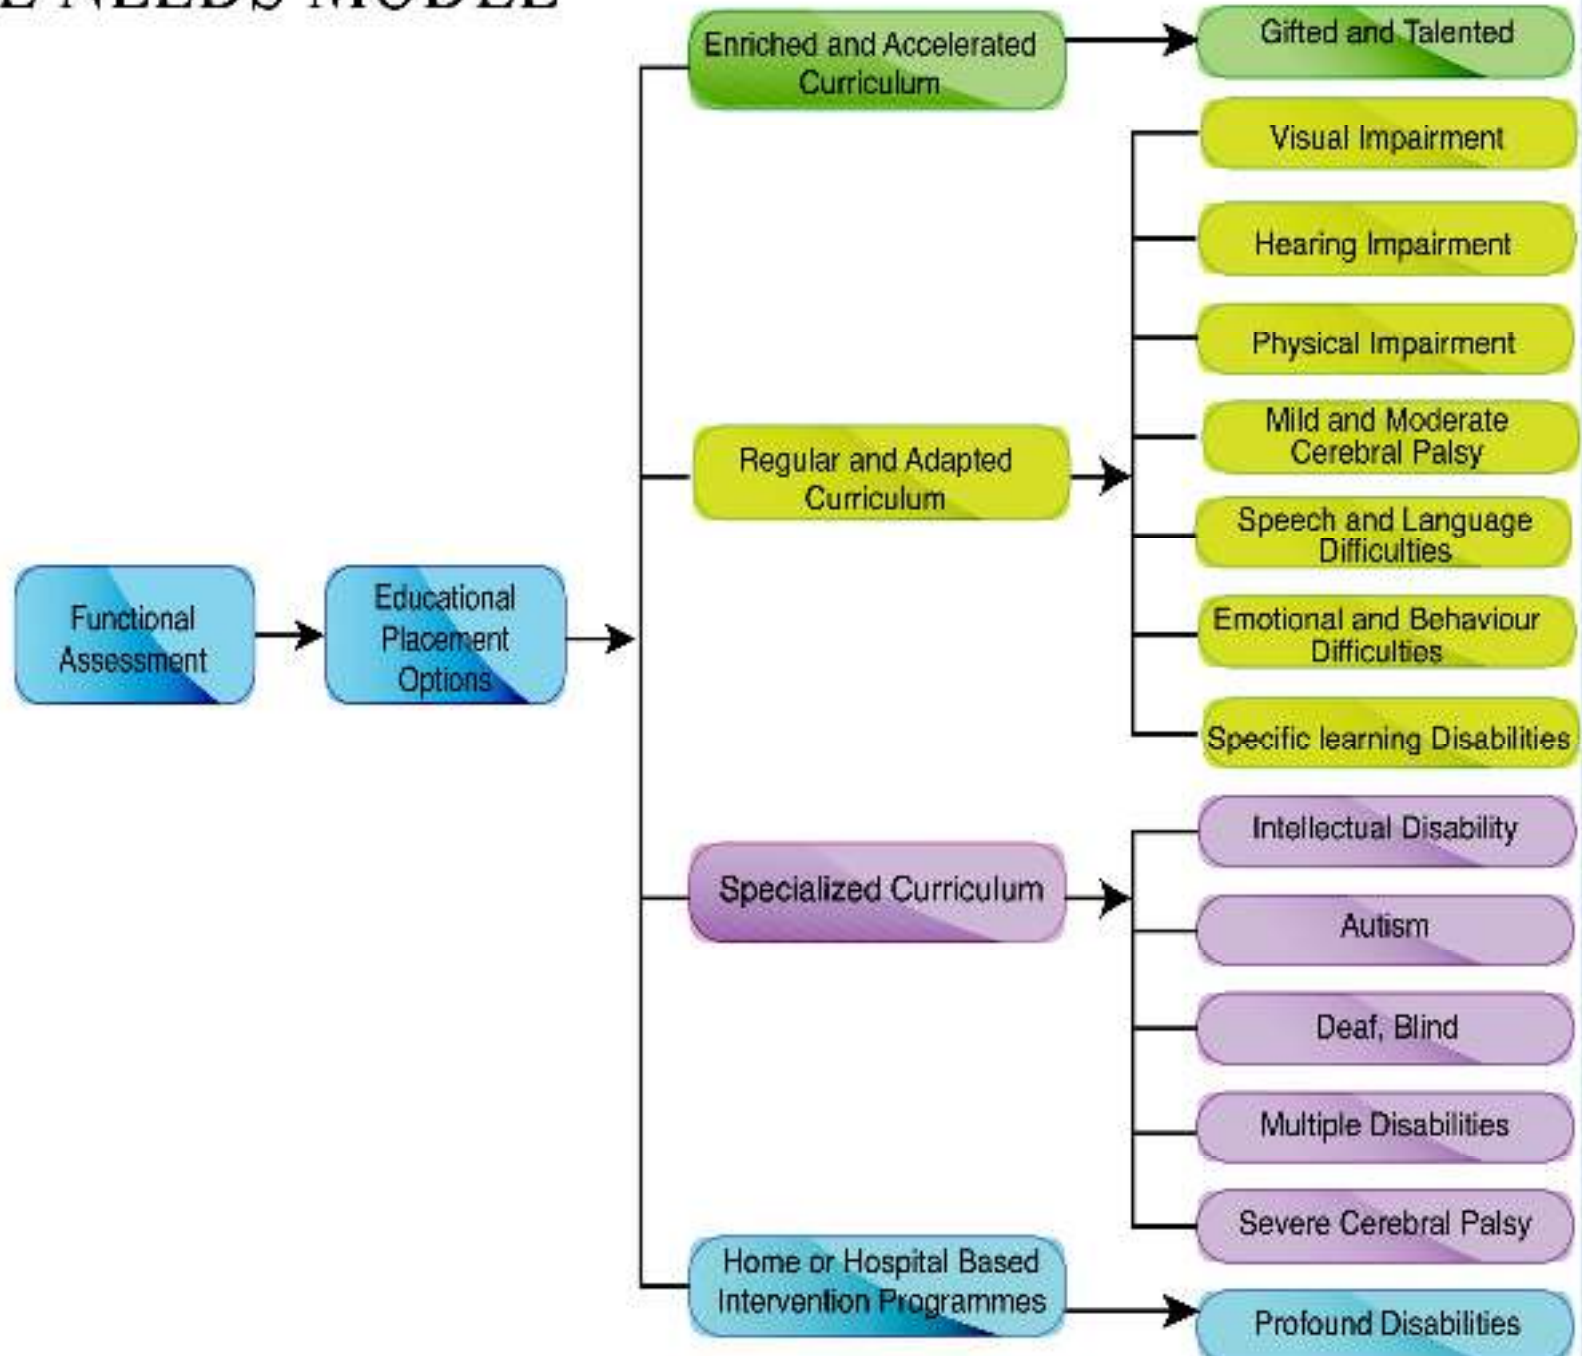 NEEDS MODEL
Enriched and Accelerated
Curriculum
Gifted and Talented
Visual Impairment
Hearing Impairment
Physical Impairment
Regular and Adapted
Curriculum
Mild and Moderate
Cerebral Palsy
Speech and Language
Difficulties
Emotional and Behaviour
Difficulties
Specific learning Disabilities
Functional
Assessment
Educational
Placement
Options
Specialized Curriculum
Intellectual Disability
Autism
Deaf, Blind
Multiple Disabilities
Severe Cerebral Palsy
Home or Hospital Based
Intervention Programmes
Profound Disabilities